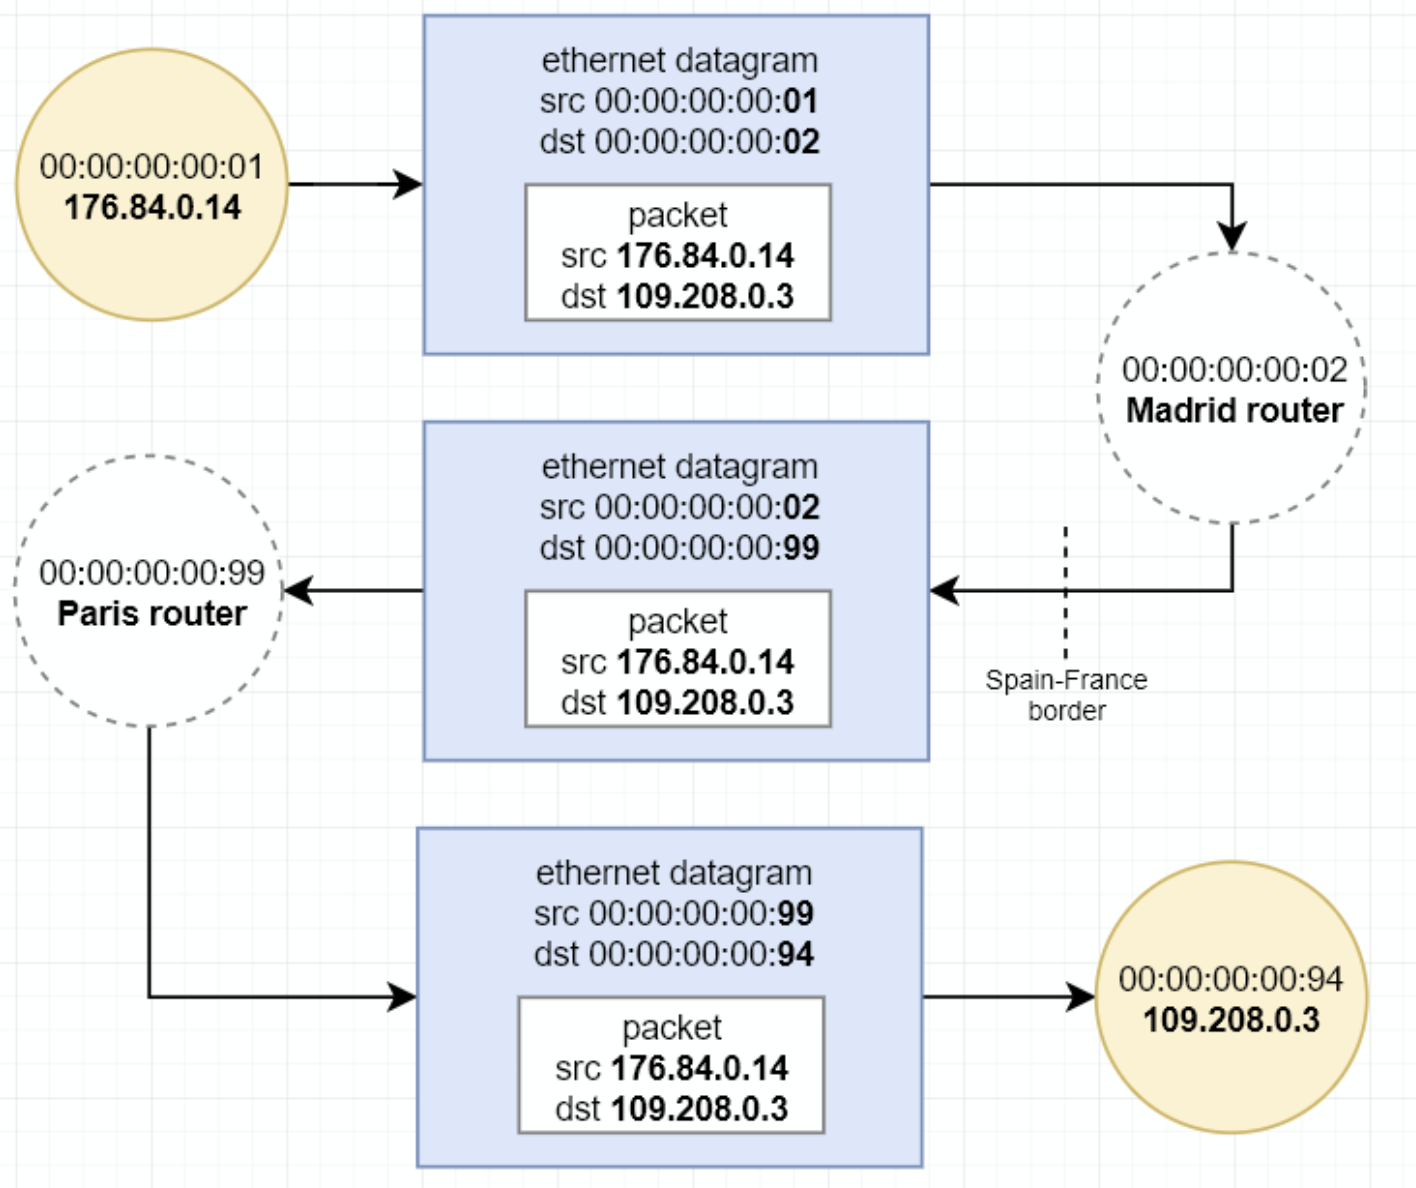 00:00:00:00:01
176.84.0.14
ethernet datagram
src 00:00:00:00:01
dst 00:00:00:00:02
packet
src 176.84.0.14
dst 109.208.0.3
00:00:00:00:02
Madrid router
ethernet datagram
src 00:00:00:00:02
dst 00:00:00:00:99
packet
src 176.84.0.14
dst 109.208.0.3
Spain-France
border
00:00:00:00:99
Paris router
ethernet datagram
src 00:00:00:00:99
dst 00:00:00:00:94
packet
src 176.84.0.14
dst 109.208.0.3
00:00:00:00:94
109.208.0.3